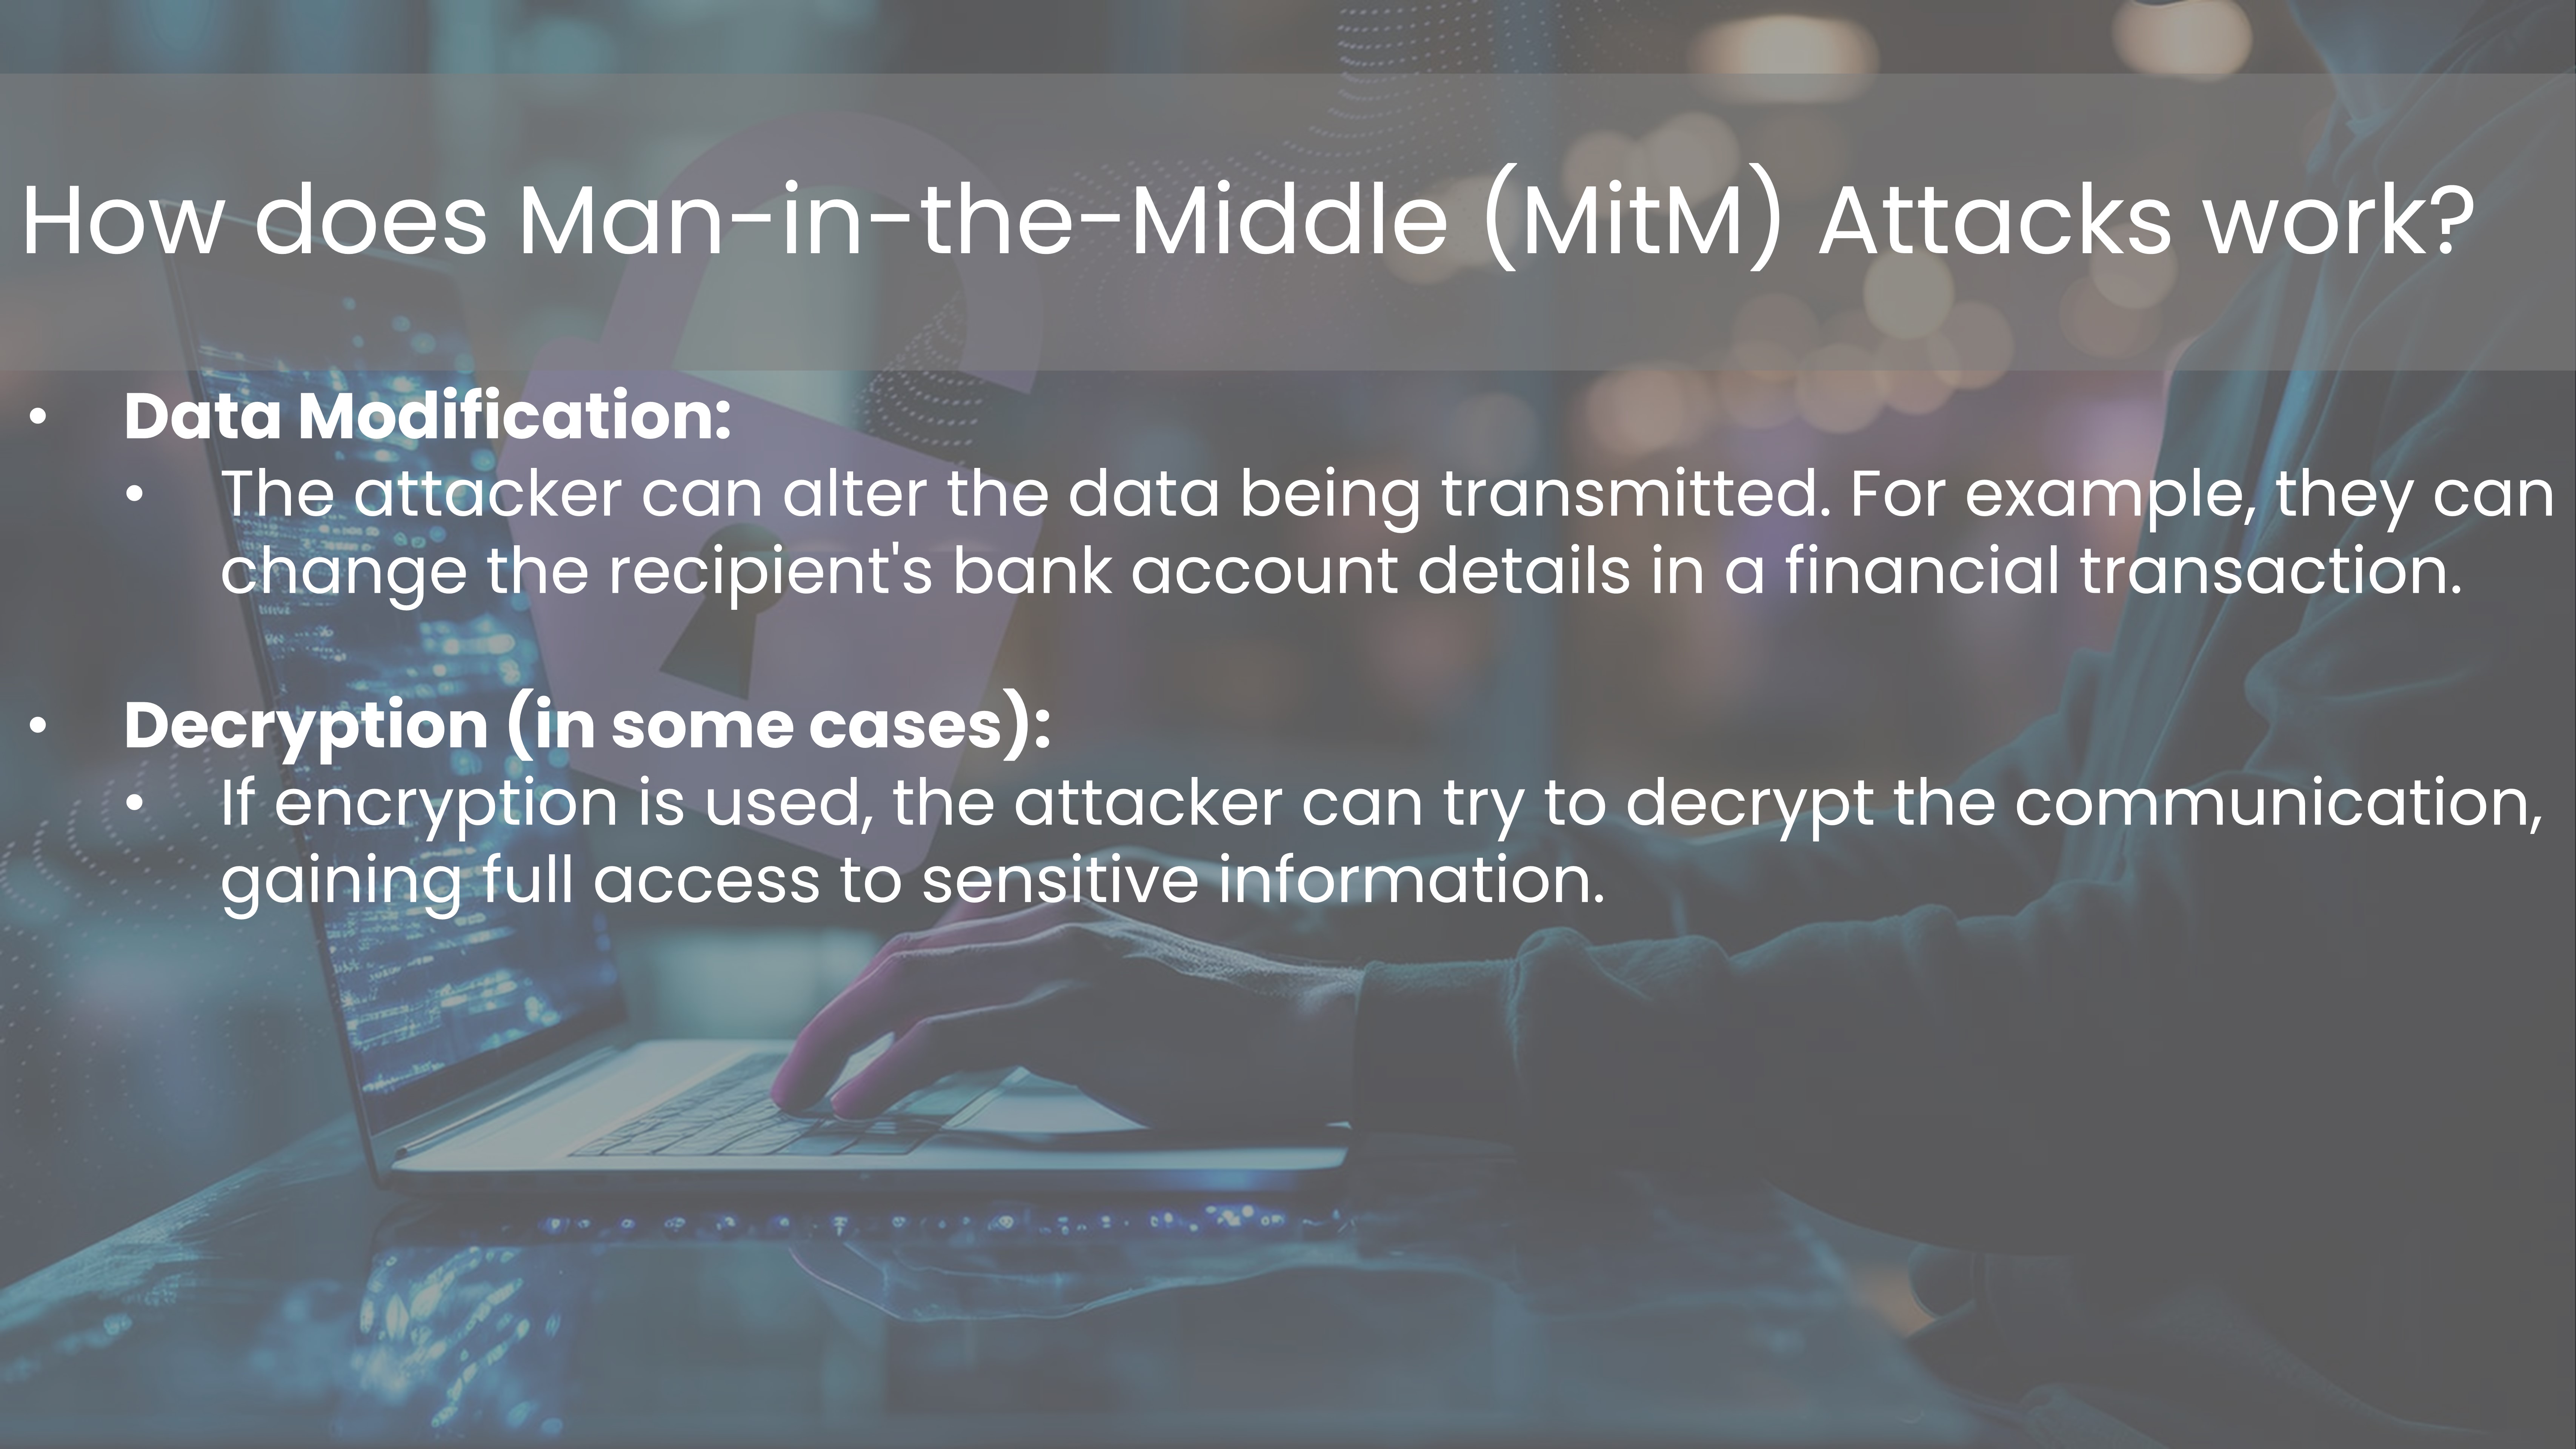 How does Man-in-the-Middle (MitM) Attacks work?
• Data Modification:
• The attacker can alter the data being transmitted. For example, they can
change the recipient's bank account details in a financial transaction.
• Decryption (in some cases):
• If encryption is used, the attacker can try to decrypt the communication,
gaining full access to sensitive information.